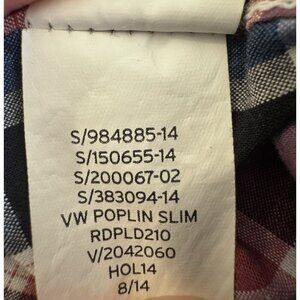 S/984885-14
S/150655-14
S/200067-02
S/383094-14
VW POPLIN SLIM
RDPLD210
V/2042060
HOL14
8/14